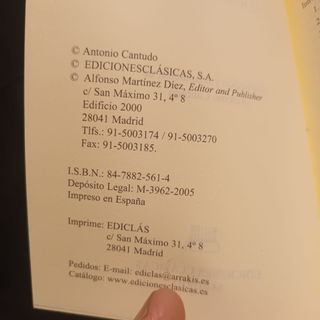 © Antonio Cantudo
© EDICIONESCLÁSICAS, S.A.
© Alfonso Martínez Díez, Editor and Publisher
c/ San Máximo 31, 4º 8
Edificio 2000
28041 Madrid
Tlfs.: 91-5003174 / 91-5003270
Fax: 91-5003185.
I.S.B.N.: 84-7882-561-4
Depósito Legal: M-3962-2005
Impreso en España
Imprime: EDICLÁS
c/ San Máximo 31, 4º 8
28041 Madrid
Pedidos: E-mail: ediclas@carrakis.es
Catálogo: www.edicionesclasicas.es